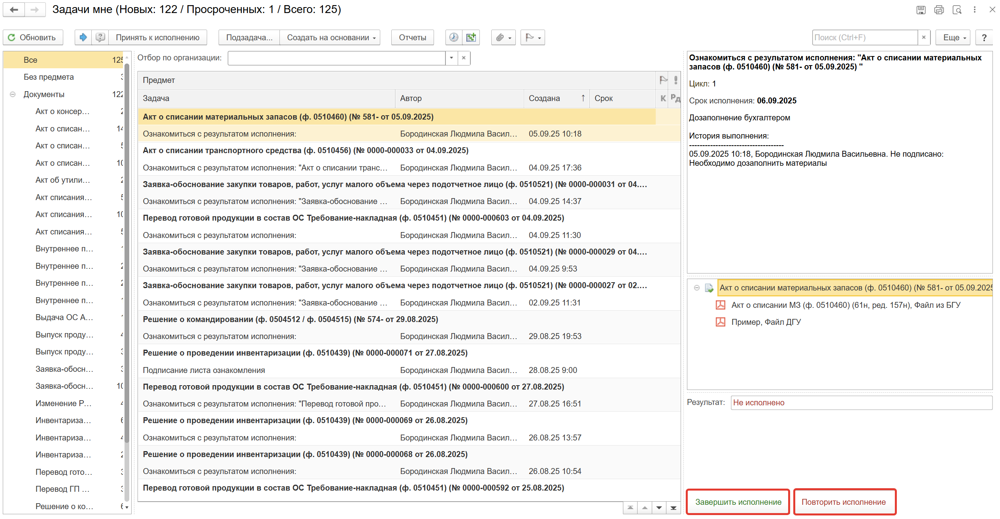 Задачи мне (Новых: 122 / Просроченных: 1 / Всего: 125)
Обновить
Принять к исполнению
Подзадача...
Создать на основании
Отчеты
Поиск (Ctrl+F)
×
Еще
?
Все 125
Без предмета
Документы 122
Акт о консер...
Акт о списан... 14
Акт о списан...
Акт о списан... 10
Акт об утили...
Акт списания...
Акт списания... 10
Акт списания...
Внутреннее п...
Внутреннее п...
Внутреннее п...
Внутреннее п...
Выдача ОС А...
Выпуск проду...
Выпуск проду...
Заявка-обосн...
Заявка-обосн... 10
Изменение Р...
Инвентариза...
Инвентариза...
Инвентариза...
Перевод гото...
Перевод ГП ...
Решение о ко...
Отбор по организации:
×
Предмет
!
Задача Автор Создана ↑ Срок К РД
Акт о списании материальных запасов (ф. 0510460) (№ 581- от 05.09.2025)
Ознакомиться с результатом исполнения: Бородинская Людмила Васил... 05.09.25 10:18
Акт о списании транспортного средства (ф. 0510456) (№ 0000-000033 от 04.09.2025)
Ознакомиться с результатом исполнения: "Акт о списании транс... Бородинская Людмила Васил... 04.09.25 17:36
Заявка-обоснование закупки товаров, работ, услуг малого объема через подотчетное лицо (ф. 0510521) (№ 0000-000031 от 04....
Ознакомиться с результатом исполнения: "Заявка-обоснование ... Бородинская Людмила Васил... 04.09.25 14:37
Перевод готовой продукции в состав ОС Требование-накладная (ф. 0510451) (№ 0000-000603 от 04.09.2025)
Ознакомиться с результатом исполнения: Бородинская Людмила Васил... 04.09.25 11:30
Заявка-обоснование закупки товаров, работ, услуг малого объема через подотчетное лицо (ф. 0510521) (№ 0000-000029 от 04....
Ознакомиться с результатом исполнения: "Заявка-обоснование ... Бородинская Людмила Васил... 04.09.25 9:53
Заявка-обоснование закупки товаров, работ, услуг малого объема через подотчетное лицо (ф. 0510521) (№ 0000-000027 от 02....
Ознакомиться с результатом исполнения: "Заявка-обоснование ... Бородинская Людмила Васил... 02.09.25 11:31
Решение о командировании (ф. 0504512 / ф. 0504515) (№ 574- от 29.08.2025)
Ознакомиться с результатом исполнения: Бородинская Людмила Васил... 29.08.25 19:53
Решение о проведении инвентаризации (ф. 0510439) (№ 0000-000071 от 27.08.2025)
Подписание листа ознакомления Бородинская Людмила Васил... 28.08.25 9:00
Перевод готовой продукции в состав ОС Требование-накладная (ф. 0510451) (№ 0000-000600 от 27.08.2025)
Ознакомиться с результатом исполнения: "Перевод готовой про... Бородинская Людмила Васил... 27.08.25 16:51
Решение о проведении инвентаризации (ф. 0510439) (№ 0000-000069 от 26.08.2025)
Ознакомиться с результатом исполнения: Бородинская Людмила Васил... 26.08.25 13:57
Решение о проведении инвентаризации (ф. 0510439) (№ 0000-000068 от 26.08.2025)
Ознакомиться с результатом исполнения: Бородинская Людмила Васил... 26.08.25 10:54
Перевод готовой продукции в состав ОС Требование-накладная (ф. 0510451) (№ 0000-000592 от 25.08.2025)
Ознакомиться с результатом исполнения: "Акт о списании материальных
запасов (ф. 0510460) (№ 581- от 05.09.2025) "
Цикл: 1
Срок исполнения: 06.09.2025
Дозаполнение бухгалтером
История выполнения:
------------------------------------
05.09.2025 10:18, Бородинская Людмила Васильевна. Не подписано:
Необходимо дозаполнить материалы
Акт о списании материальных запасов (ф. 0510460) (№ 581- от 05.09.2025
Акт о списании МЗ (ф. 0510460) (61н, ред. 157н), Файл из БГУ
Пример, Файл ДГУ
Результат: Не исполнено
Завершить исполнение
Повторить исполнение